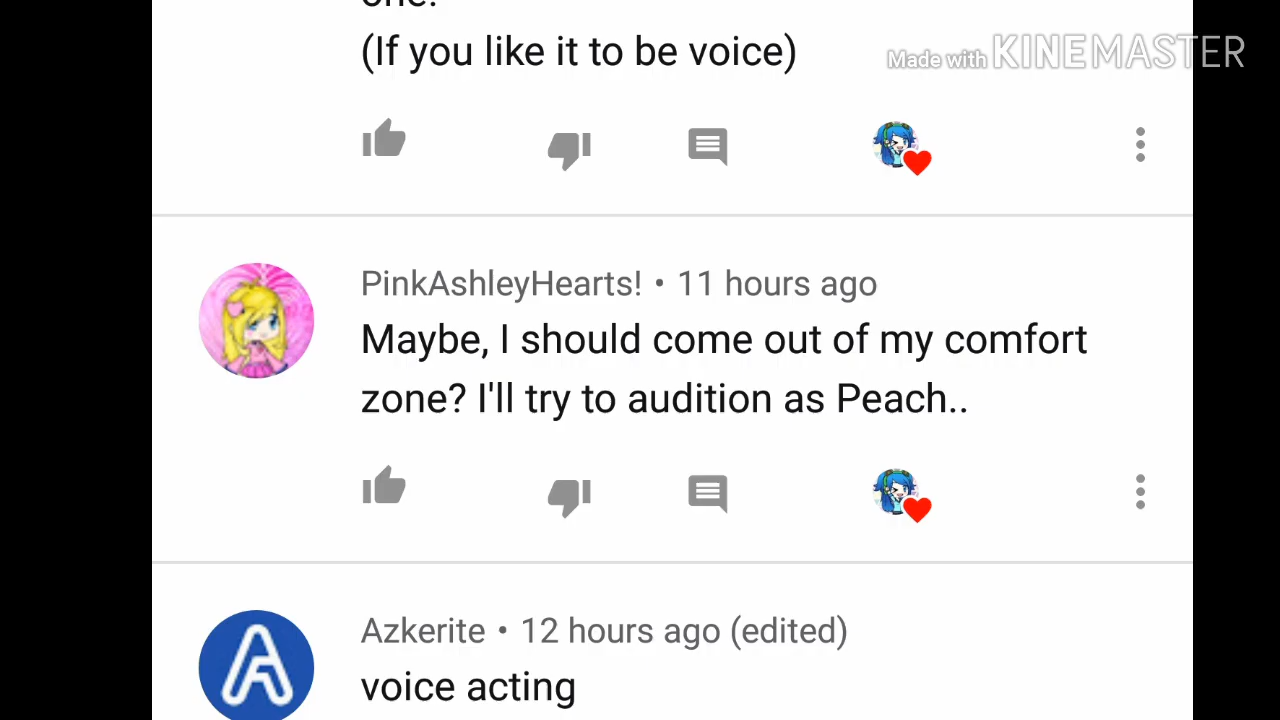 one?
(If you like it to be voice)
Made with KINEMASTER
PinkAshleyHearts! • 11 hours ago
Maybe, I should come out of my comfort
zone? I'll try to audition as Peach..
Azkerite • 12 hours ago (edited)
voice acting